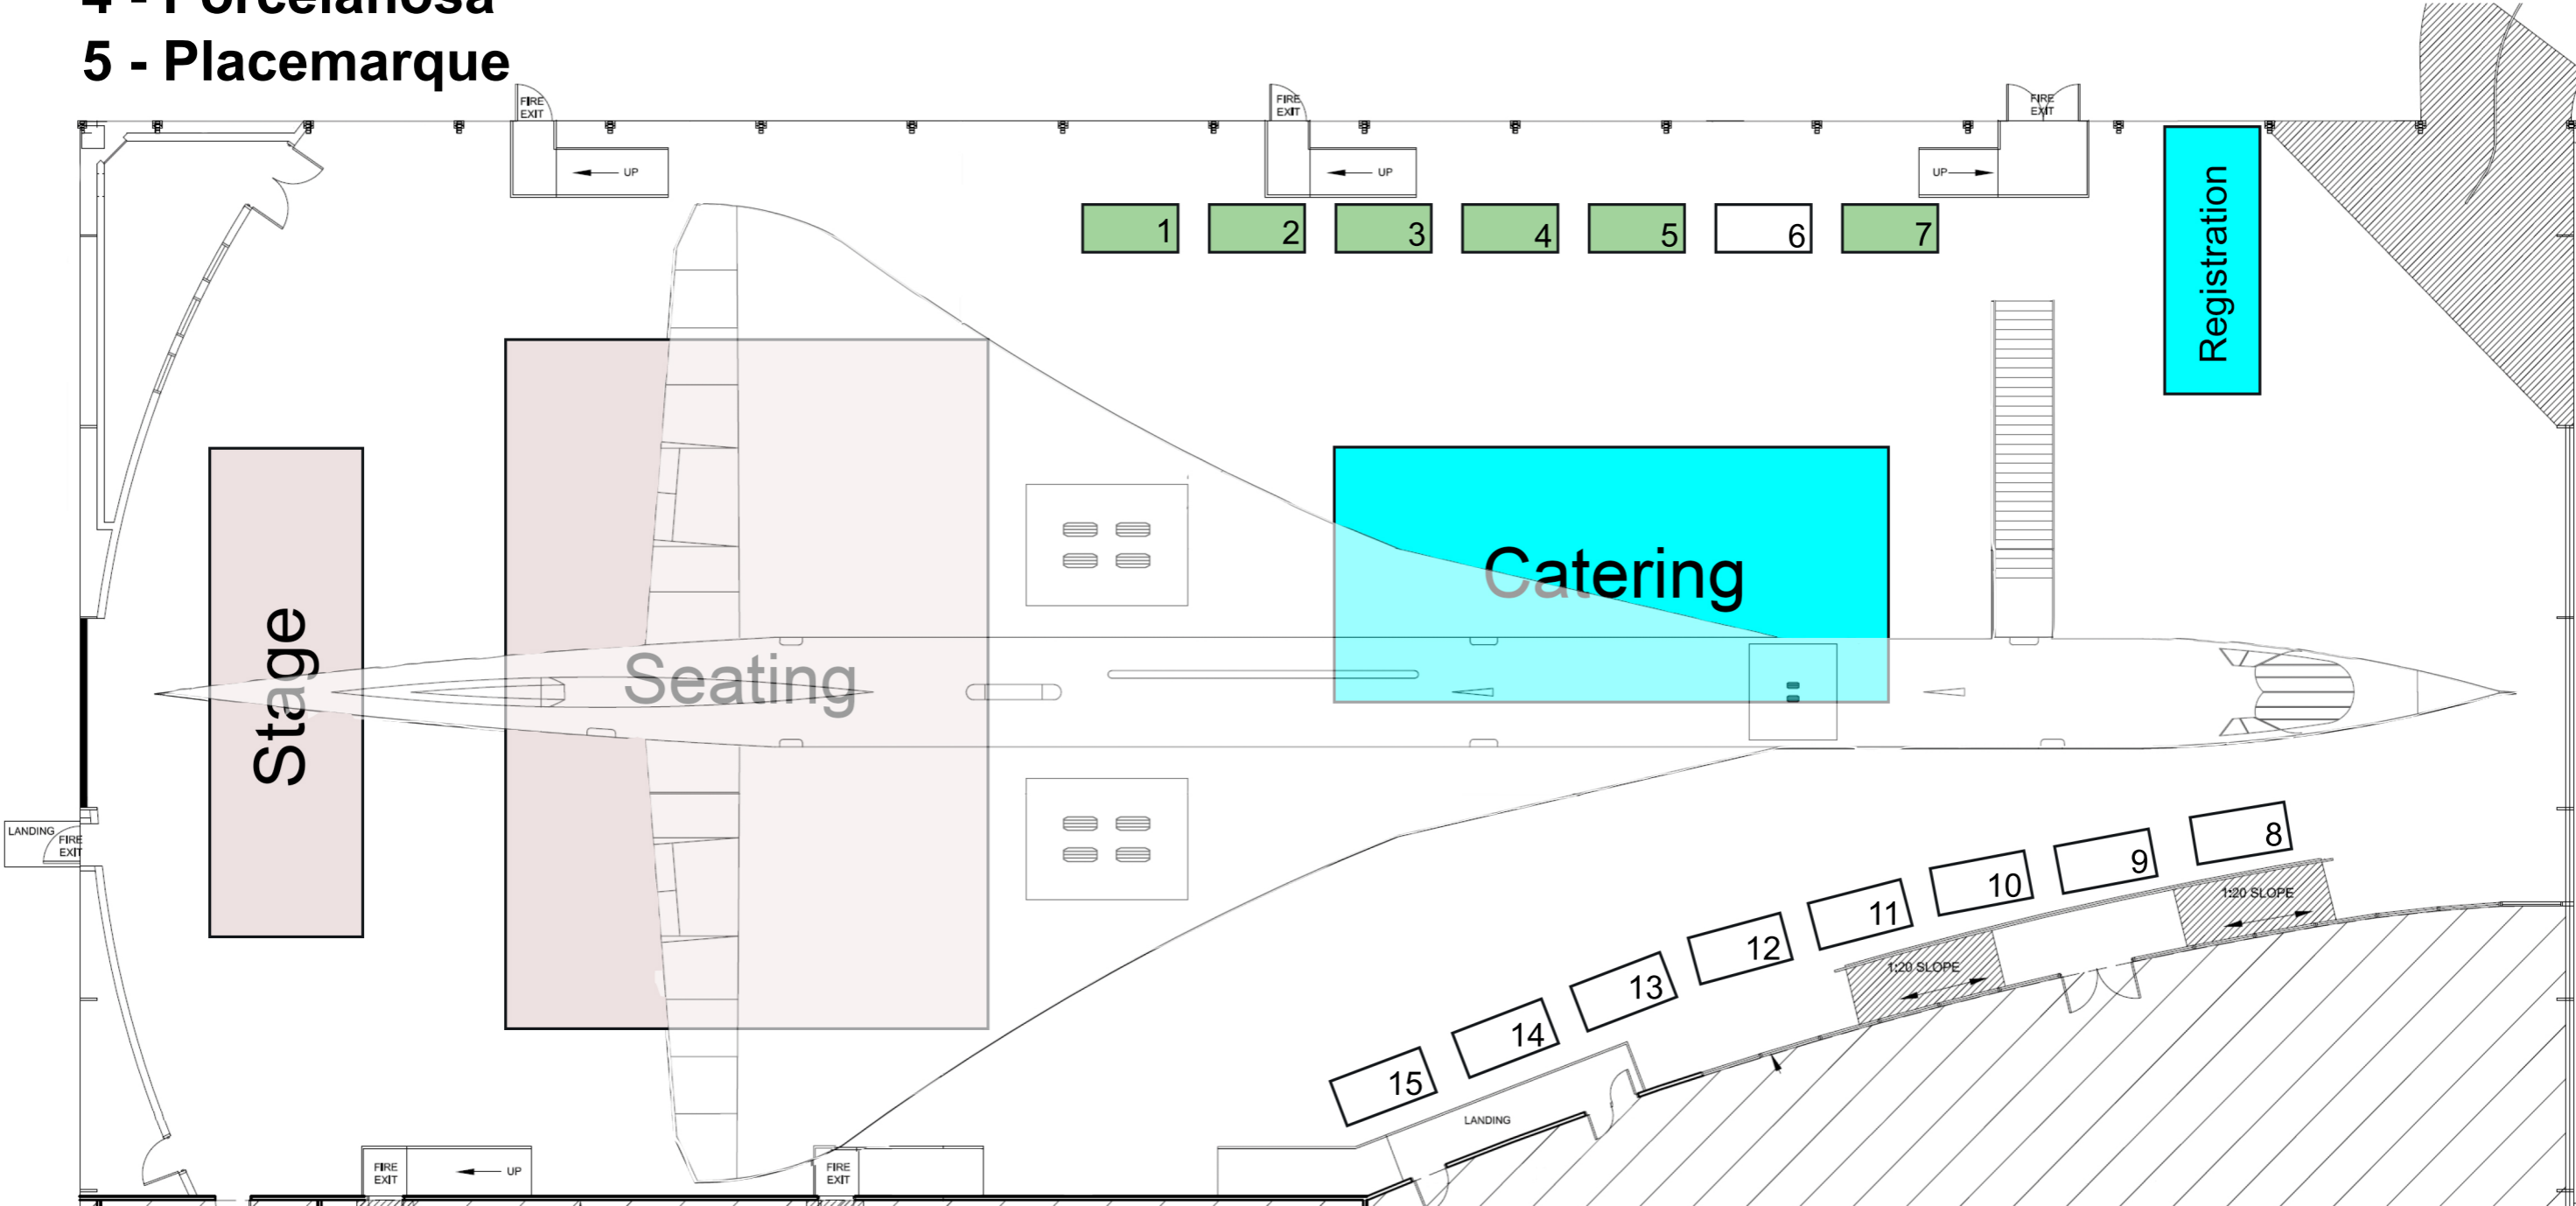 4 - Porcelanosa
5 - Placemarque
FIRE
EXIT
FIRE
EXIT
FIRE
EXIT
UP
UP
UP
1
2
3
4
5
6
7
Registration
Catering
Stage
Seating
LANDING
FIRE
EXIT
8
9
10
11
12
13
14
15
1:20 SLOPE
1:20 SLOPE
LANDING
FIRE
EXIT
UP
FIRE
EXIT